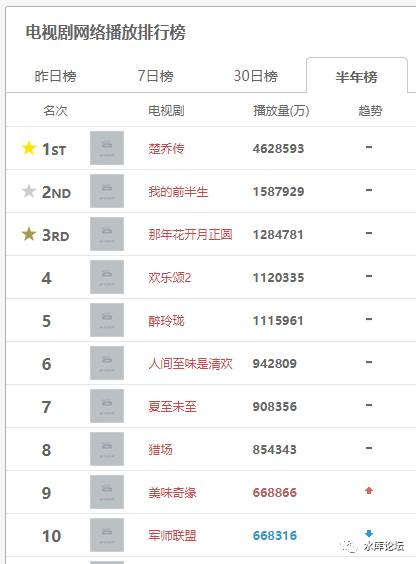 电视剧网络播放排行榜
昨日榜 7日榜 30日榜 半年榜
名次 电视剧 播放量(万) 趋势
1ST 楚乔传 4628593 -
2ND 我的前半生 1587929 -
3RD 那年花开月正圆 1284781 -
4 欢乐颂2 1120335 -
5 醉玲珑 1115961 -
6 人间至味是清欢 942809 -
7 夏至未至 908356 -
8 猎场 854343 -
9 美味奇缘 668866
10 军师联盟 668316
水库论坛